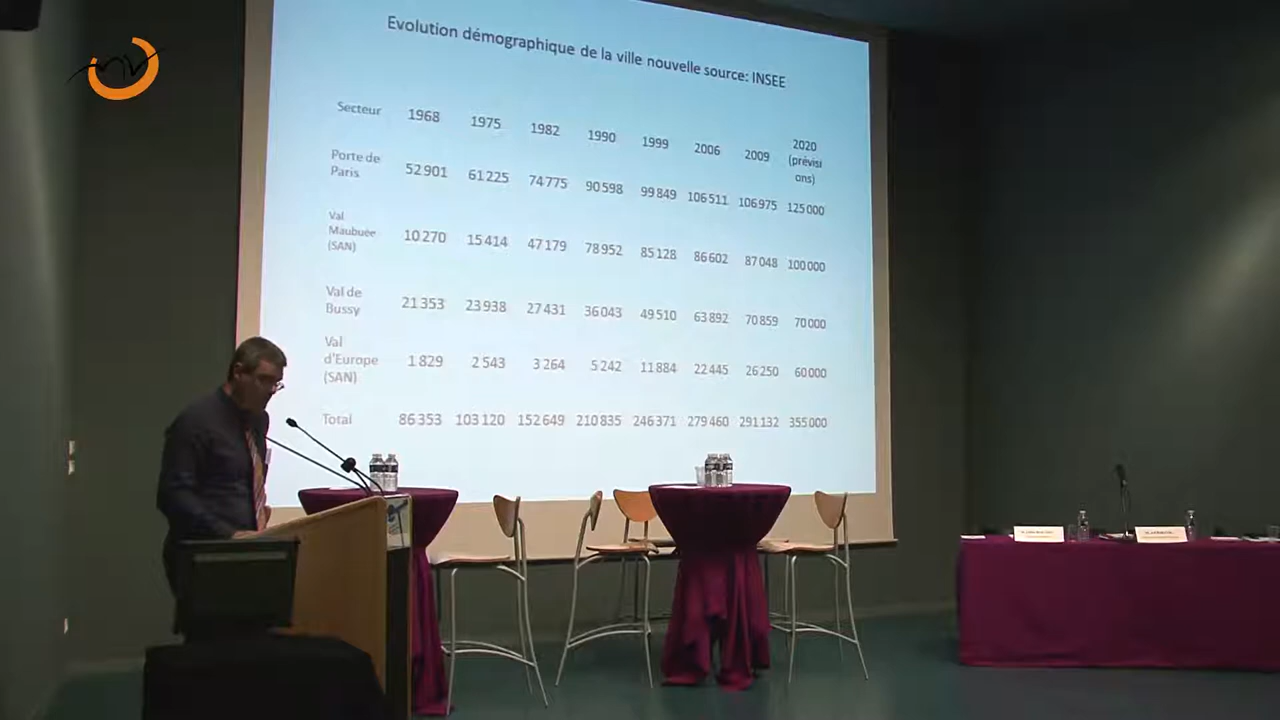 Evolution démographique de la ville nouvelle source: INSEE
Secteur 1968 1975 1982 1990 1999 2006 2009 2020
(prévisi
ons)
Porte de
Paris 52 901 61 225 74 775 90 598 99 849 106 511 106 975 125 000
Val
Maubuée
(SAN) 10 270 15 414 47 179 78 952 85 128 86 602 87 048 100 000
Val de
Bussy 21 353 23 938 27 431 36 043 49 510 63 892 70 859 70 000
Val
d'Europe
(SAN) 1 829 2 543 3 264 5 242 11 884 22 445 26 250 60 000
Total 86 353 103 120 152 649 210 835 246 371 279 460 291 132 355 000